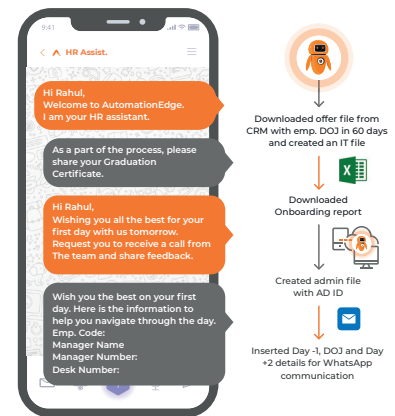 9:41
HR Assist.
Hi Rahul,
Welcome to AutomationEdge.
I am your HR assistant.
As a part of the process, please
share your Graduation
Certificate.
Hi Rahul,
Wishing you all the best for your
first day with us tomorrow.
Request you to receive a call from
The team and share feedback.
Wish you the best on your first
day. Here is the information to
help you navigate through the day.
Emp. Code:
Manager Name
Manager Number:
Desk Number:
Downloaded offer file from
CRM with emp. DOJ in 60 days
and created an IT file
X
Downloaded
Onboarding report
Created admin file
with AD ID
Inserted Day -1, DOJ and Day
+2 details for WhatsApp
communication